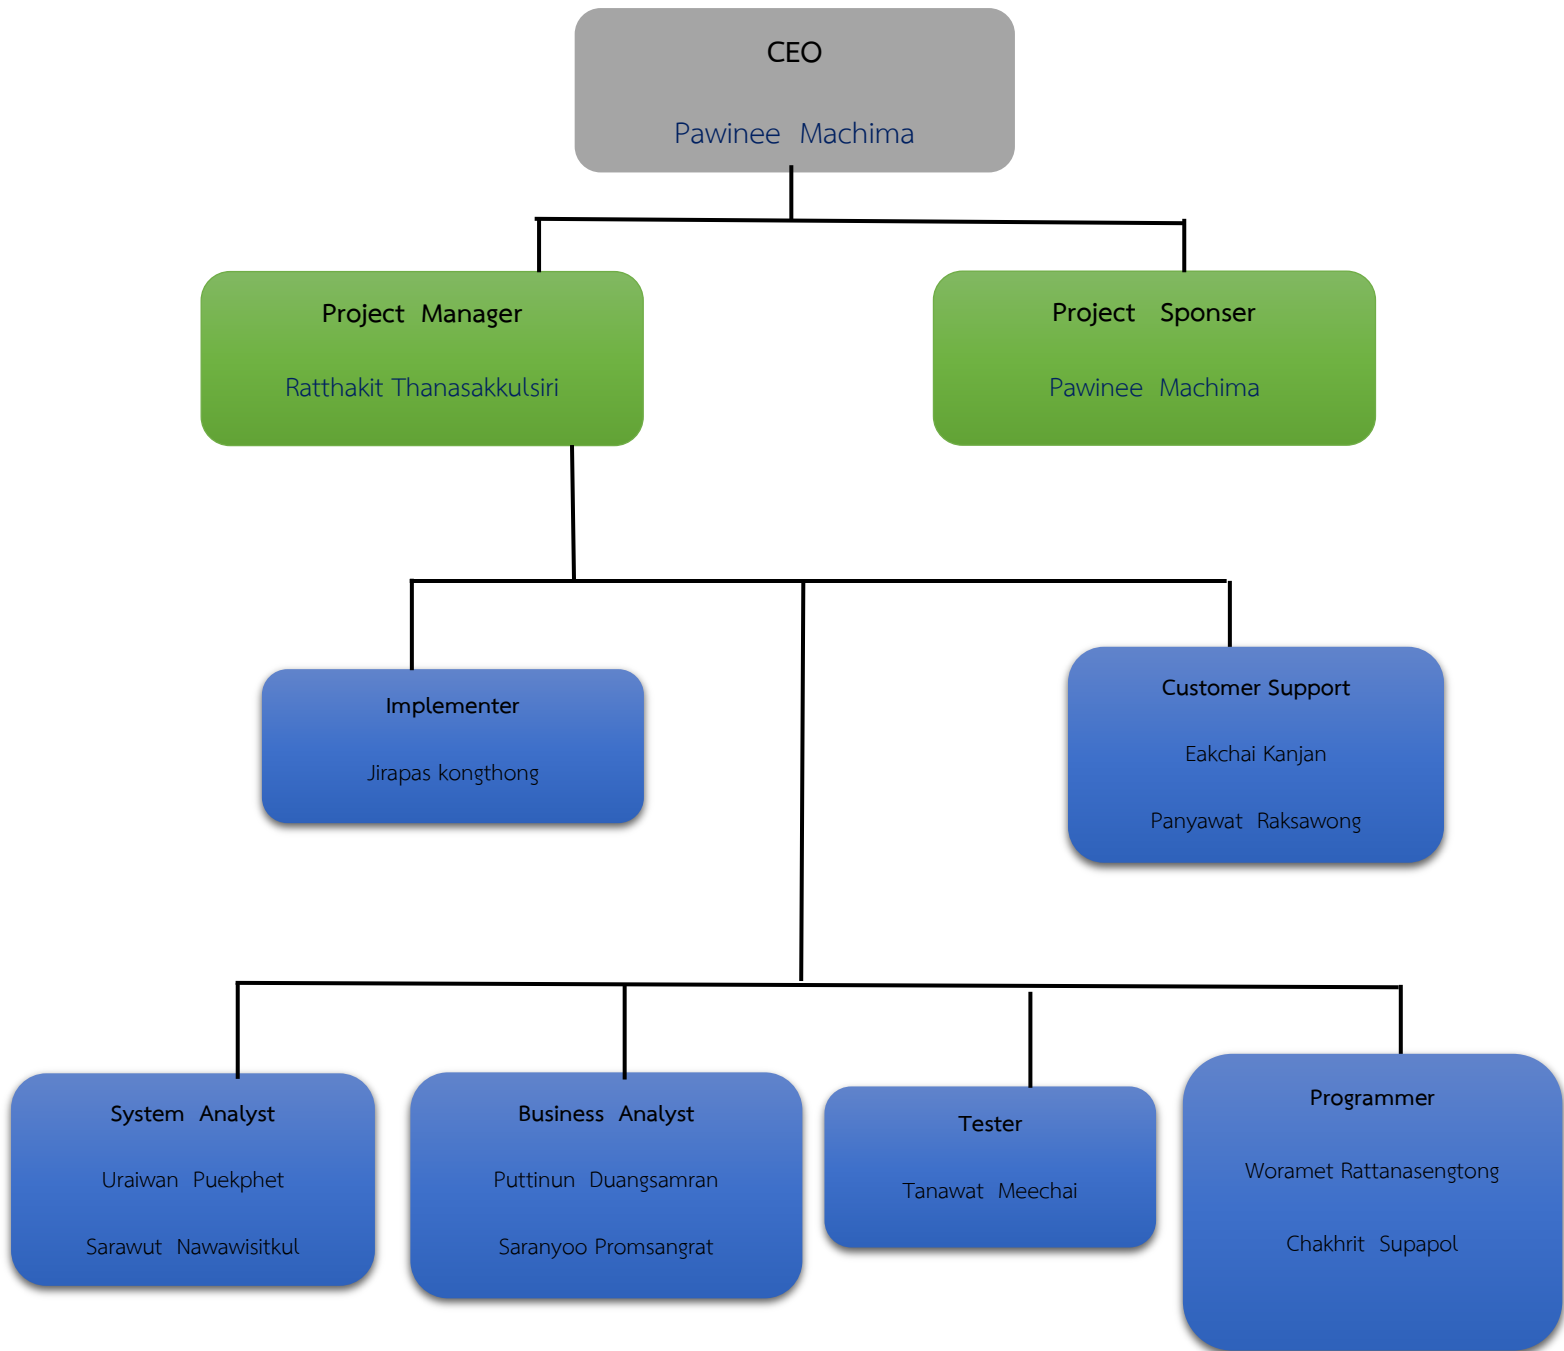 CEO
Pawinee Machima
Project Manager
Ratthakit Thanasakkulsiri
Project Sponser
Pawinee Machima
Implementer
Jirapas kongthong
Customer Support
Eakchai Kanjan
Panyawat Raksawong
System Analyst
Uraiwan Puekphet
Sarawut Nawawisitkul
Business Analyst
Puttinun Duangsamran
Saranyoo Promsangrat
Tester
Tanawat Meechai
Programmer
Woramet Rattanasengtong
Chakhrit Supapol